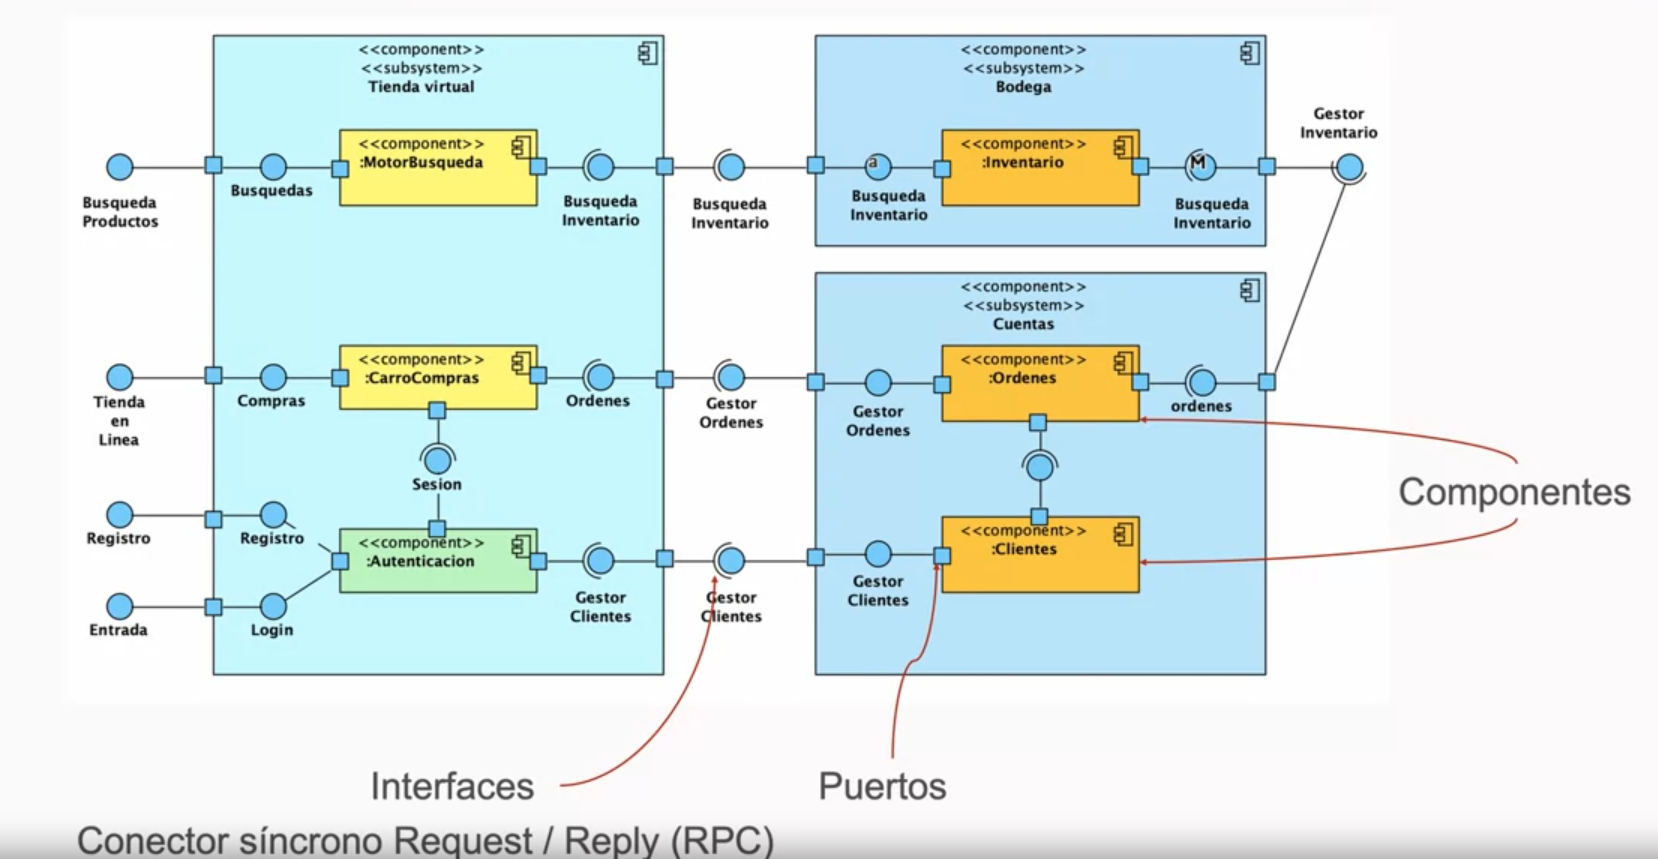 <<component>>
<<subsystem>>
Tienda virtual
<<component>>
<<subsystem>>
Bodega
Gestor
Inventario
<<component>>
:MotorBusqueda
<<component>>
:Inventario
a
M
Busqueda
Productos
Busquedas
Busqueda
Inventario
Busqueda
Inventario
Busqueda
Inventario
Busqueda
Inventario
<<component>>
<<subsystem>>
Cuentas
<<component>>
:CarroCompras
<<component>>
:Ordenes
Tienda
en
Linea
Compras
Ordenes
Gestor
Ordenes
Gestor
Ordenes
ordenes
Sesion
Componentes
Registro
Registro
<<component>>
:Autenticacion
<<component>>
:Clientes
Entrada
Login
Gestor
Clientes
Gestor
Clientes
Gestor
Clientes
Interfaces
Puertos
Conector síncrono Request / Reply (RPC)